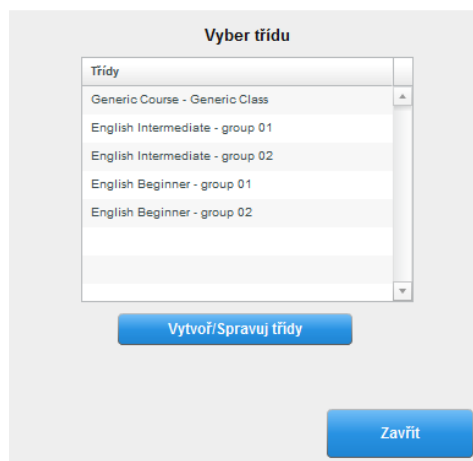 Vyber třídu
Třídy
Generic Course - Generic Class
English Intermediate - group 01
English Intermediate - group 02
English Beginner - group 01
English Beginner - group 02
Vytvoř/Spravuj třídy
Zavřít